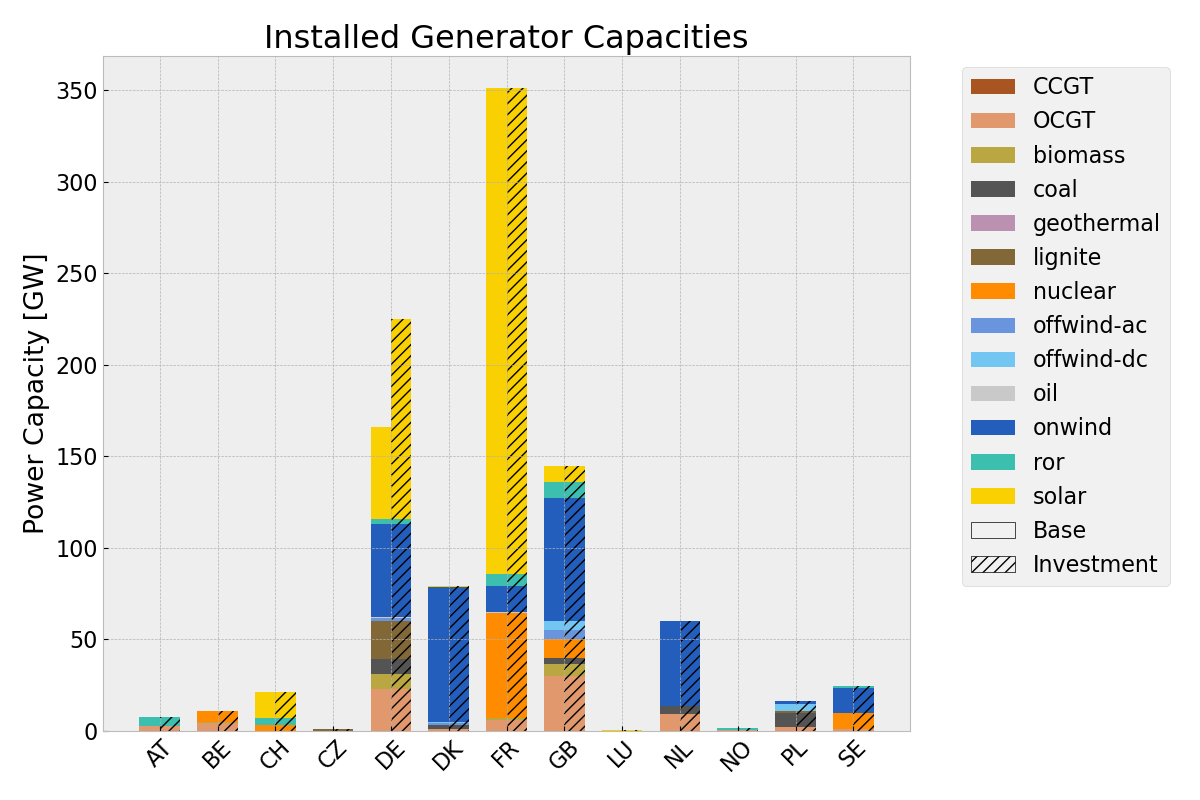 Installed Generator Capacities
Power Capacity [GW]
350
300
250
200
150
100
50
0
AT
BE
CH
CZ
DE
DK
FR
GB
LU
NL
NO
PL
SE
CCGT
OCGT
biomass
coal
geothermal
lignite
nuclear
offwind-ac
offwind-dc
oil
onwind
ror
solar
Base
Investment